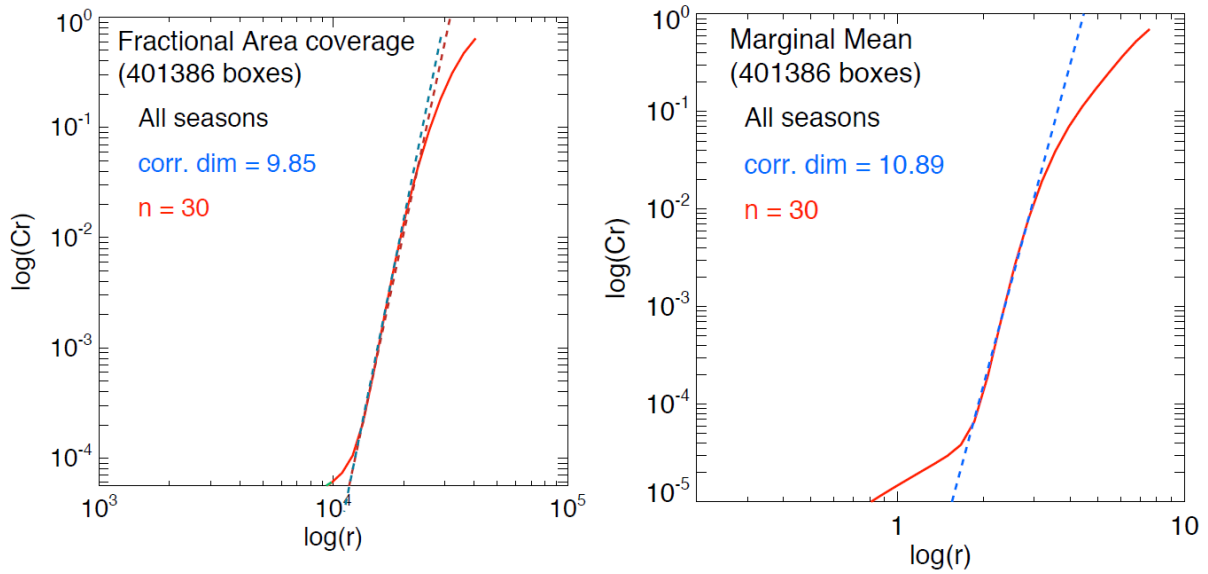 10^0
10^-1
10^-2
10^-3
10^-4
log(Cr)
Fractional Area coverage
(401386 boxes)
All seasons
corr. dim = 9.85
n = 30
10^3
10^4
10^5
log(r)
10^0
10^-1
10^-2
10^-3
10^-4
10^-5
log(Cr)
Marginal Mean
(401386 boxes)
All seasons
corr. dim = 10.89
n = 30
1
10
log(r)